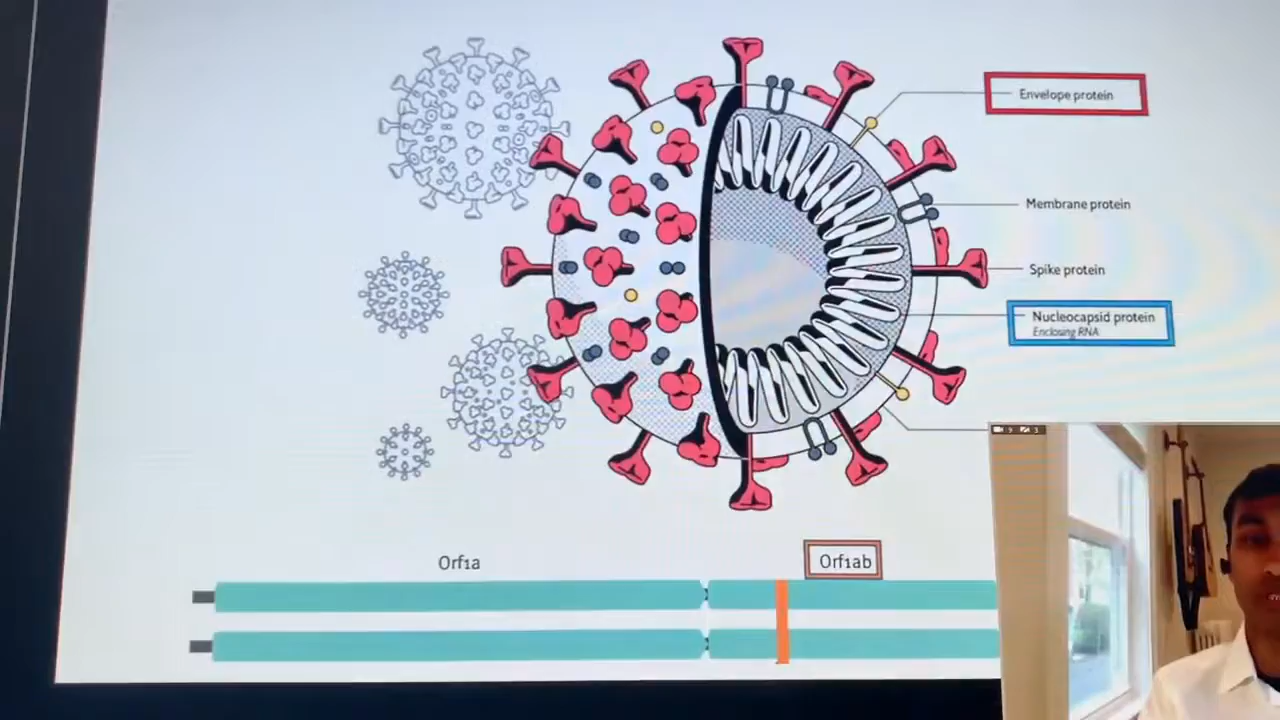 Envelope protein
Membrane protein
Spike protein
Nucleocapsid protein
Enclosing RNA
Orf1a
Orf1ab